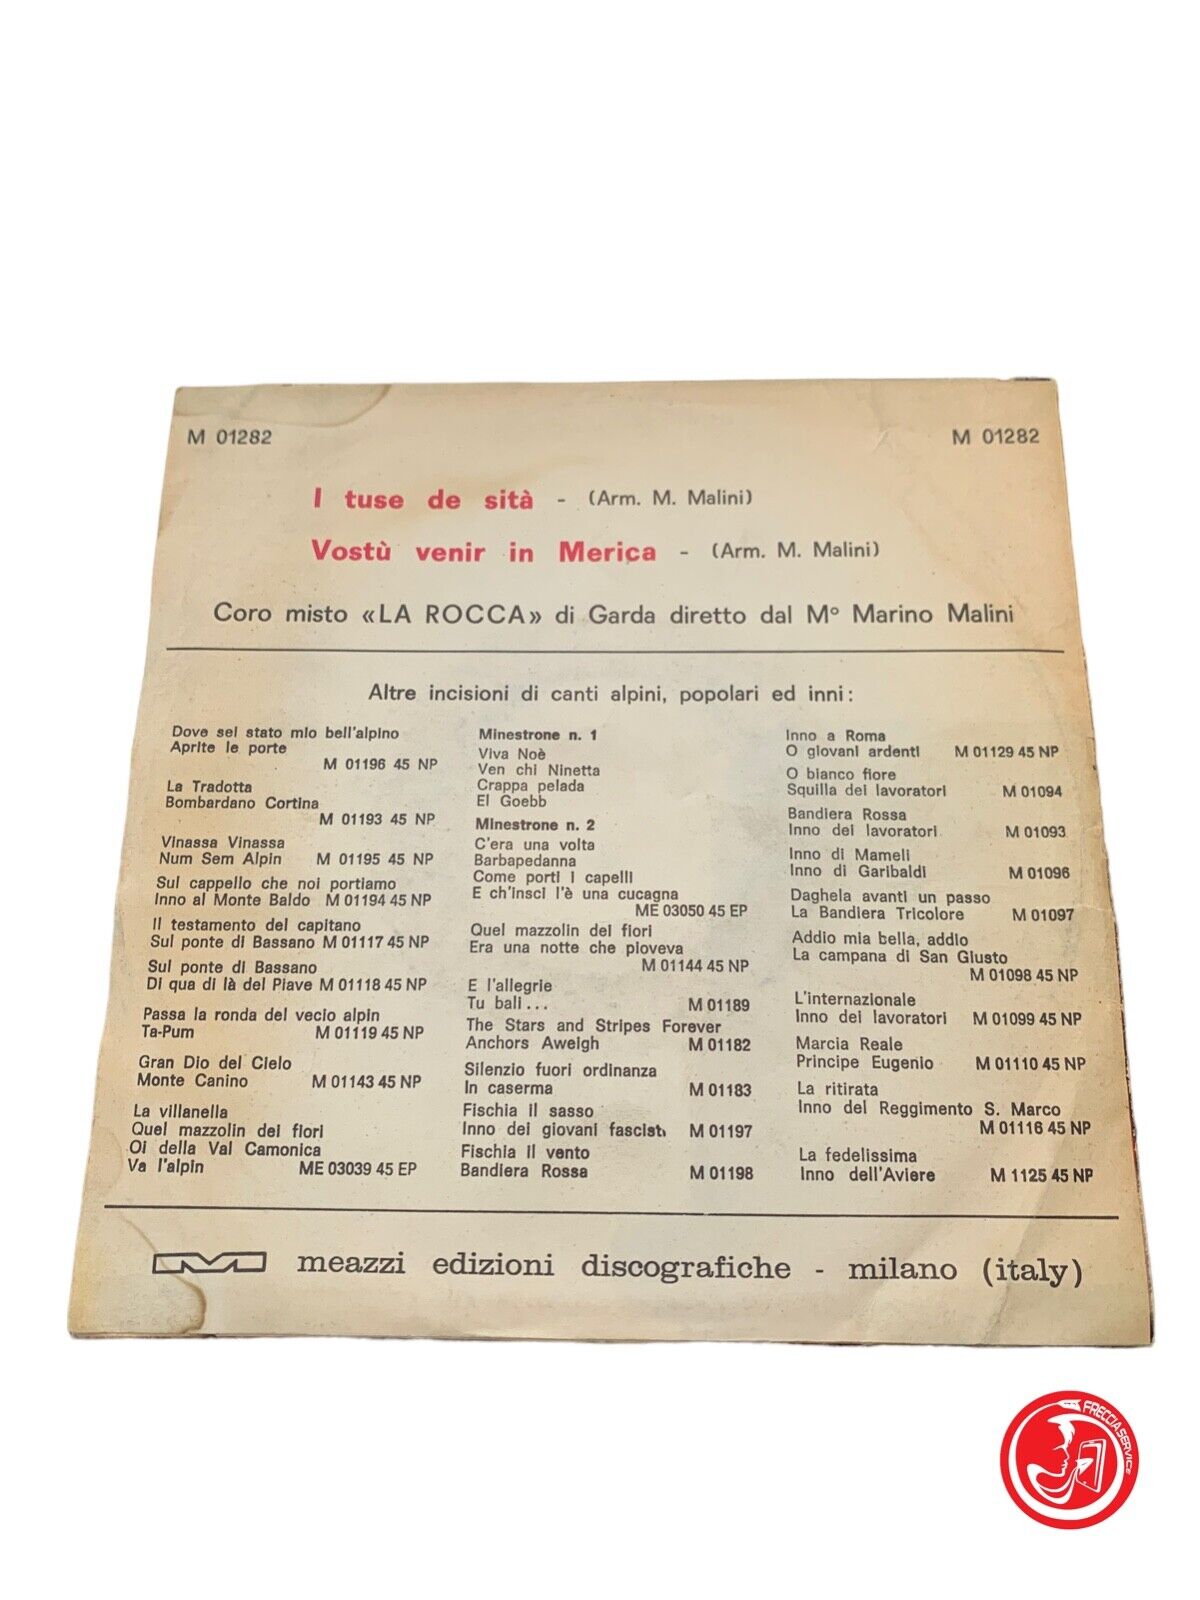 M 01282
M 01282
I tuse de sità - (Arm. M. Malini)
Vostù venir in Merica - (Arm. M. Malini)
Coro misto «LA ROCCA» di Garda diretto dal M° Marino Malini
Altre incisioni di canti alpini, popolari ed inni:
Dove sei stato mio bell'alpino
Aprite le porte
M 01196 45 NP
La Tradotta
Bombardano Cortina
M 01193 45 NP
Vinassa Vinassa
Num Sem Alpin M 01195 45 NP
Sul cappello che noi portiamo
Inno al Monte Baldo M 01194 45 NP
Il testamento del capitano
Sul ponte di Bassano M 01117 45 NP
Sul ponte di Bassano
Di qua di là del Piave M 01118 45 NP
Passa la ronda del vecio alpin
Ta-Pum M 01119 45 NP
Gran Dio del Cielo
Monte Canino M 01143 45 NP
La villanella
Quel mazzolin dei fiori
Oi della Val Camonica
Va l'alpin ME 03039 45 EP
Minestrone n. 1
Viva Noè
Ven chi Ninetta
Crappa pelada
El Goebb
Minestrone n. 2
C'era una volta
Barbapedanna
Come porti i capelli
E ch'insci l'è una cucagna
ME 03050 45 EP
Quel mazzolin dei fiori
Era una notte che pioveva
M 01144 45 NP
E l'allegrie
Tu bali... M 01189
The Stars and Stripes Forever
Anchors Aweigh M 01182
Silenzio fuori ordinanza
In caserma M 01183
Fischia il sasso
Inno dei giovani fascisti M 01197
Fischia il vento
Bandiera Rossa M 01198
Inno a Roma
O giovani ardenti M 01129 45 NP
O bianco fiore
Squilla dei lavoratori M 01094
Bandiera Rossa
Inno dei lavoratori M 01093
Inno di Mameli
Inno di Garibaldi M 01096
Daghela avanti un passo
La Bandiera Tricolore M 01097
Addio mia bella, addio
La campana di San Giusto
M 01098 45 NP
L'internazionale
Inno dei lavoratori M 01099 45 NP
Marcia Reale
Principe Eugenio M 01110 45 NP
La ritirata
Inno del Reggimento S. Marco
M 01116 45 NP
La fedelissima
Inno dell'Aviere M 1125 45 NP
meazzi edizioni discografiche - milano (italy)
FRECCIA SERVICE